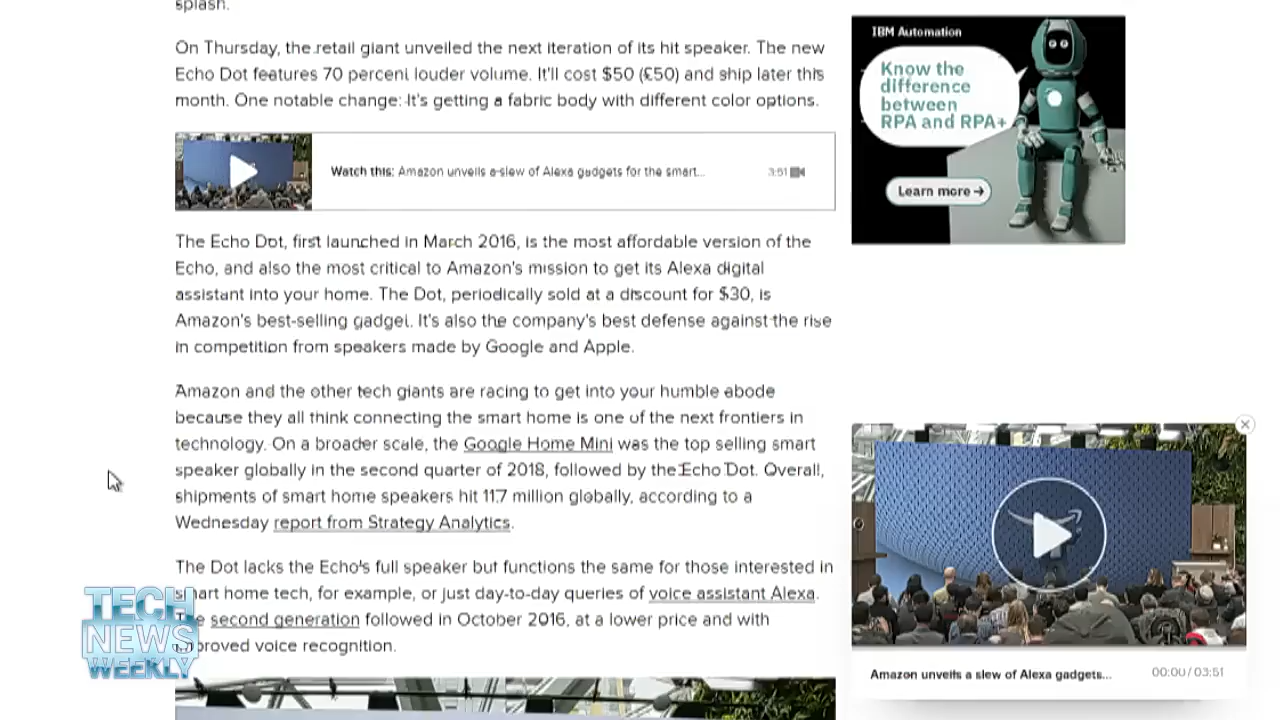 splash.
On Thursday, the retail giant unveiled the next iteration of its hit speaker. The new
Echo Dot features 70 percent louder volume. It'll cost $50 (£50) and ship later this
month. One notable change: It's getting a fabric body with different color options.
Watch this: Amazon unveils a slew of Alexa gadgets for the smart...
3:51
The Echo Dot, first launched in March 2016, is the most affordable version of the
Echo, and also the most critical to Amazon's mission to get its Alexa digital
assistant into your home. The Dot, periodically sold at a discount for $30, is
Amazon's best-selling gadget. It's also the company's best defense against the rise
in competition from speakers made by Google and Apple.
Amazon and the other tech giants are racing to get into your humble abode
because they all think connecting the smart home is one of the next frontiers in
technology. On a broader scale, the Google Home Mini was the top selling smart
speaker globally in the second quarter of 2018, followed by the Echo Dot. Overall,
shipments of smart home speakers hit 11.7 million globally, according to a
Wednesday report from Strategy Analytics.
The Dot lacks the Echo's full speaker but functions the same for those interested in
smart home tech, for example, or just day-to-day queries of voice assistant Alexa.
The second generation followed in October 2016, at a lower price and with
improved voice recognition.
IBM Automation
Know the
difference
between
RPA and RPA+
Learn more →
Amazon unveils a slew of Alexa gadgets...
00:00 / 03:51
TECH
NEWS
WEEKLY